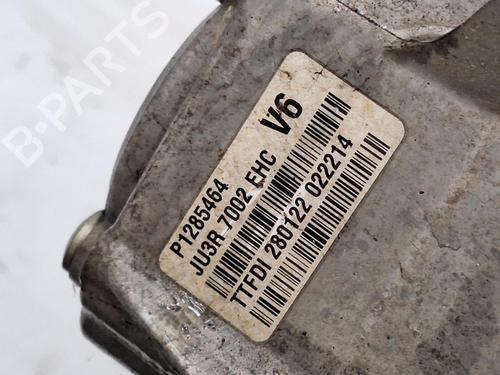 B-PARTS
P1285464
JU3R 7002 EHC
V6
TTFDI 280122 022214